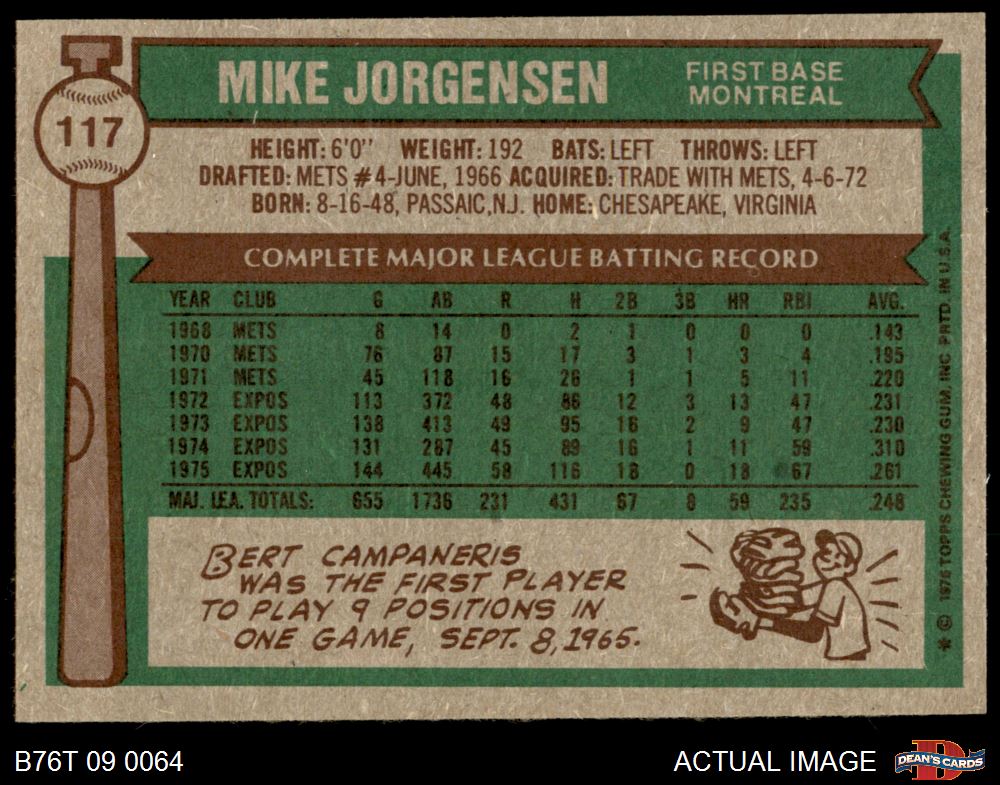 117
MIKE JORGENSEN
FIRST BASE
MONTREAL
HEIGHT: 6'0" WEIGHT: 192 BATS: LEFT THROWS: LEFT
DRAFTED: METS #4-JUNE, 1966 ACQUIRED: TRADE WITH METS, 4-6-72
BORN: 8-16-48, PASSAIC, N.J. HOME: CHESAPEAKE, VIRGINIA
COMPLETE MAJOR LEAGUE BATTING RECORD
YEAR CLUB G AB R H 2B 3B HR RBI AVG.
1968 METS 8 14 0 2 1 0 0 0 .143
1970 METS 76 87 15 17 3 1 3 4 .195
1971 METS 45 118 16 26 1 1 5 11 .220
1972 EXPOS 113 372 48 86 12 3 13 47 .231
1973 EXPOS 138 413 49 95 16 2 9 47 .230
1974 EXPOS 131 287 45 89 16 1 11 59 .310
1975 EXPOS 144 445 58 116 18 0 18 67 .261
MAJ. LEA. TOTALS: 655 1736 231 431 67 8 59 235 .248
BERT CAMPANERIS
WAS THE FIRST PLAYER
TO PLAY 9 POSITIONS IN
ONE GAME, SEPT. 8, 1965.
* © 1976 TOPPS CHEWING GUM, INC. PRTD. IN U.S.A.
B76T 09 0064
ACTUAL IMAGE
D
DEAN'S CARDS